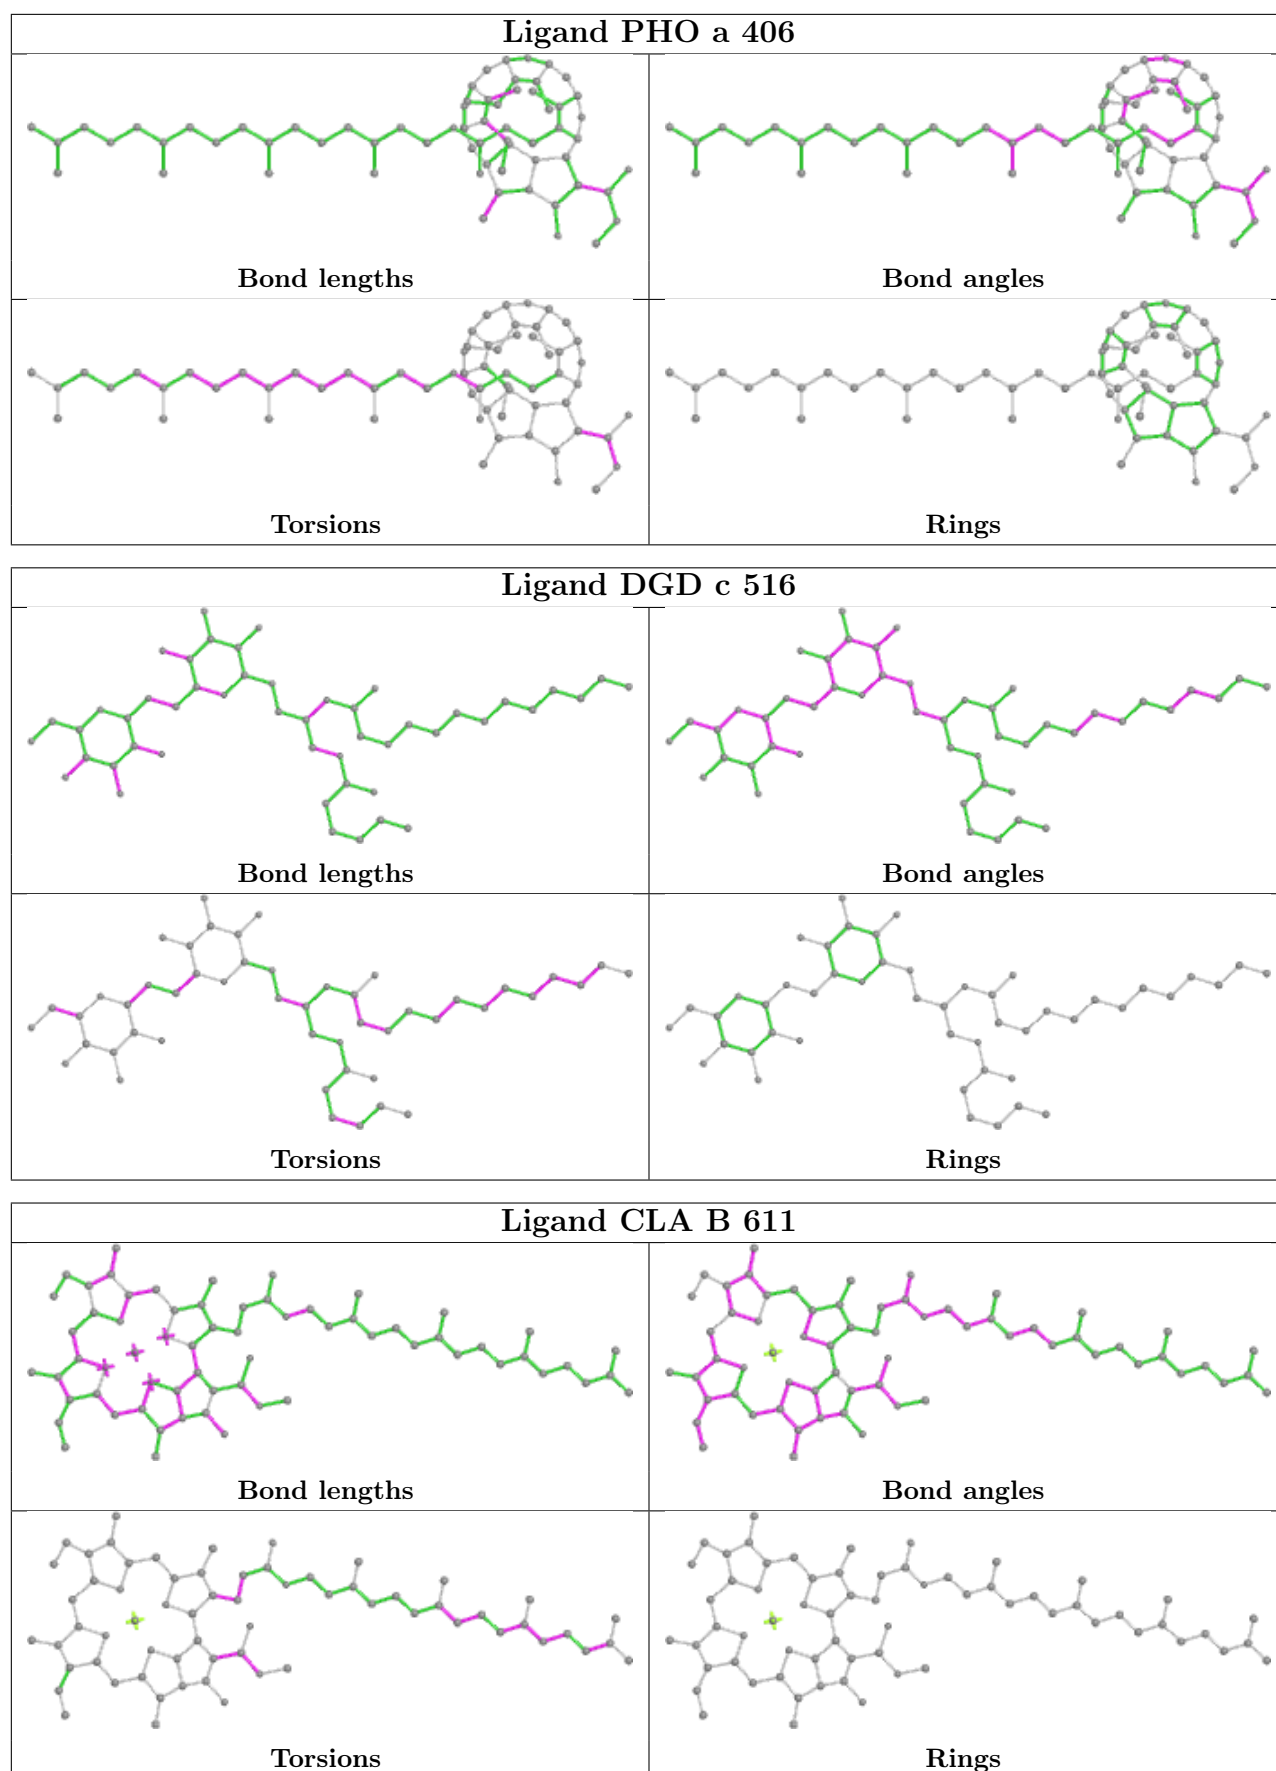 Ligand PHO a 406
Bond lengths
Bond angles
Torsions
Rings
Ligand DGD c 516
Bond lengths
Bond angles
Torsions
Rings
Ligand CLA B 611
Bond lengths
Bond angles
Torsions
Rings